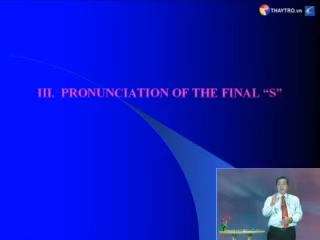 THAYTRO.VN
III. PRONUNCIATION OF THE FINAL “S”